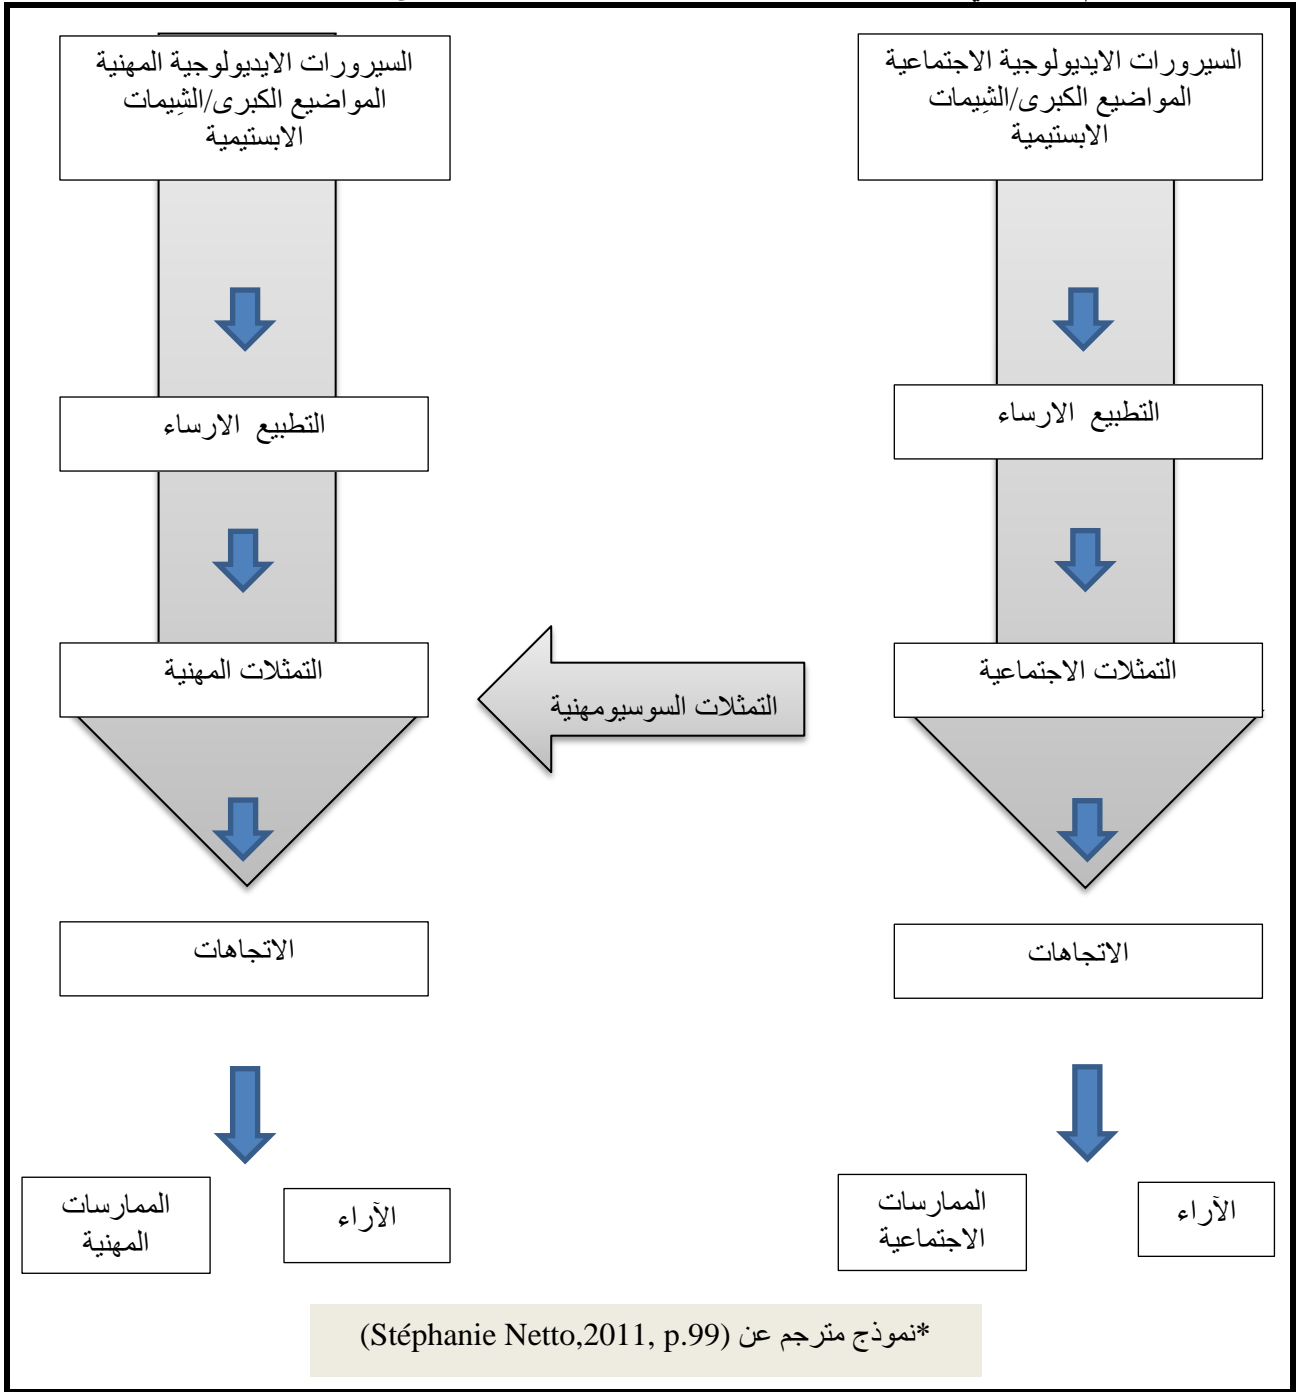 السيرورات الايديولوجية الاجتماعية
المواضيع الكبرى/الشِيمات
الابستيمية
السيرورات الايديولوجية المهنية
المواضيع الكبرى/الشِيمات
الابستيمية
التطبيع الارساء
التطبيع الارساء
التمثلات الاجتماعية
التمثلات السوسيومهنية
التمثلات المهنية
الاتجاهات
الاتجاهات
الآراء
الممارسات
الاجتماعية
الآراء
الممارسات
المهنية
*نموذج مترجم عن (Stéphanie Netto,2011, p.99)